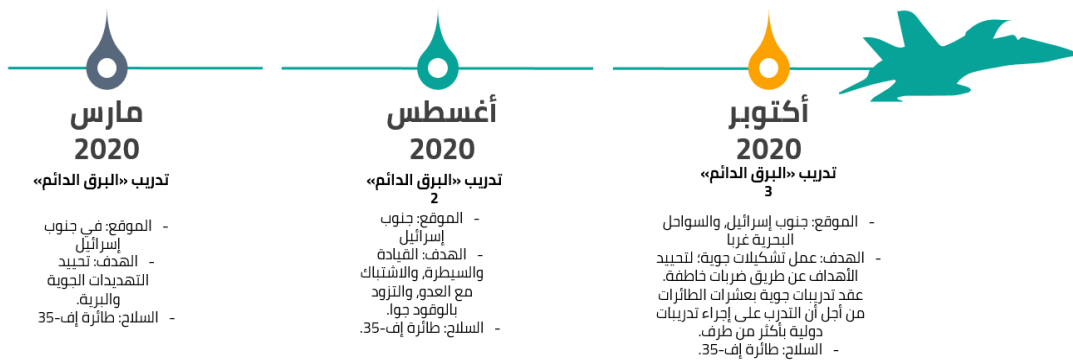 مارس
2020
تدريب «البرق الدائم»
- الموقع: في جنوب
إسرائيل
- الهدف: تحييد
التهديدات الجوية
والبرية.
- السلاح: طائرة إف-35
أغسطس
2020
تدريب «البرق الدائم»
2
- الموقع: جنوب
إسرائيل
- الهدف: القيادة
والسيطرة، والاشتباك
مع العدو، والتزود
بالوقود جوا.
- السلاح: طائرة إف-35.
أكتوبر
2020
تدريب «البرق الدائم»
3
- الموقع: جنوب إسرائيل، والسواحل
البحرية غربا
- الهدف: عمل تشكيلات جوية؛ لتحييد
الأهداف عن طريق ضربات خاطفة.
عقد تدريبات جوية بعشرات الطائرات
من أجل أن التدرب على إجراء تدريبات
دولية بأكثر من طرف.
- السلاح: طائرة إف-35.